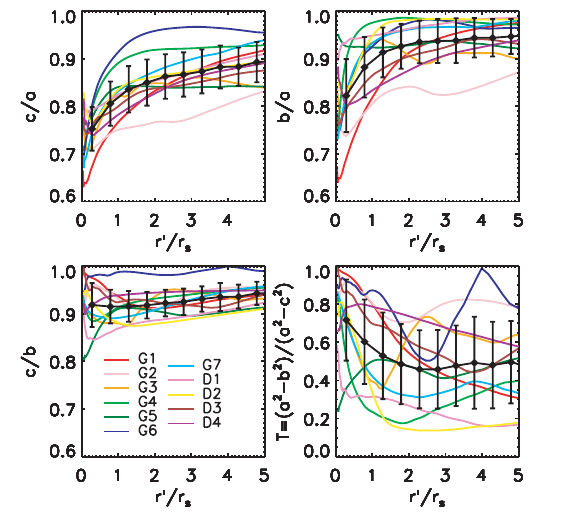 1.0
0.9
0.8
0.7
0.6
c/a
0 1 2 3 4
r'/r_s
1.0
0.9
0.8
0.7
0.6
b/a
0 1 2 3 4 5
r'/r_s
1.0
0.9
0.8
0.7
0.6
c/b
G1
G2
G3
G4
G5
G6
G7
D1
D2
D3
D4
0 1 2 3 4 5
r'/r_s
1.0
0.8
0.6
0.4
0.2
0.0
T=(a²−b²)/(a²−c²)
0 1 2 3 4 5
r'/r_s